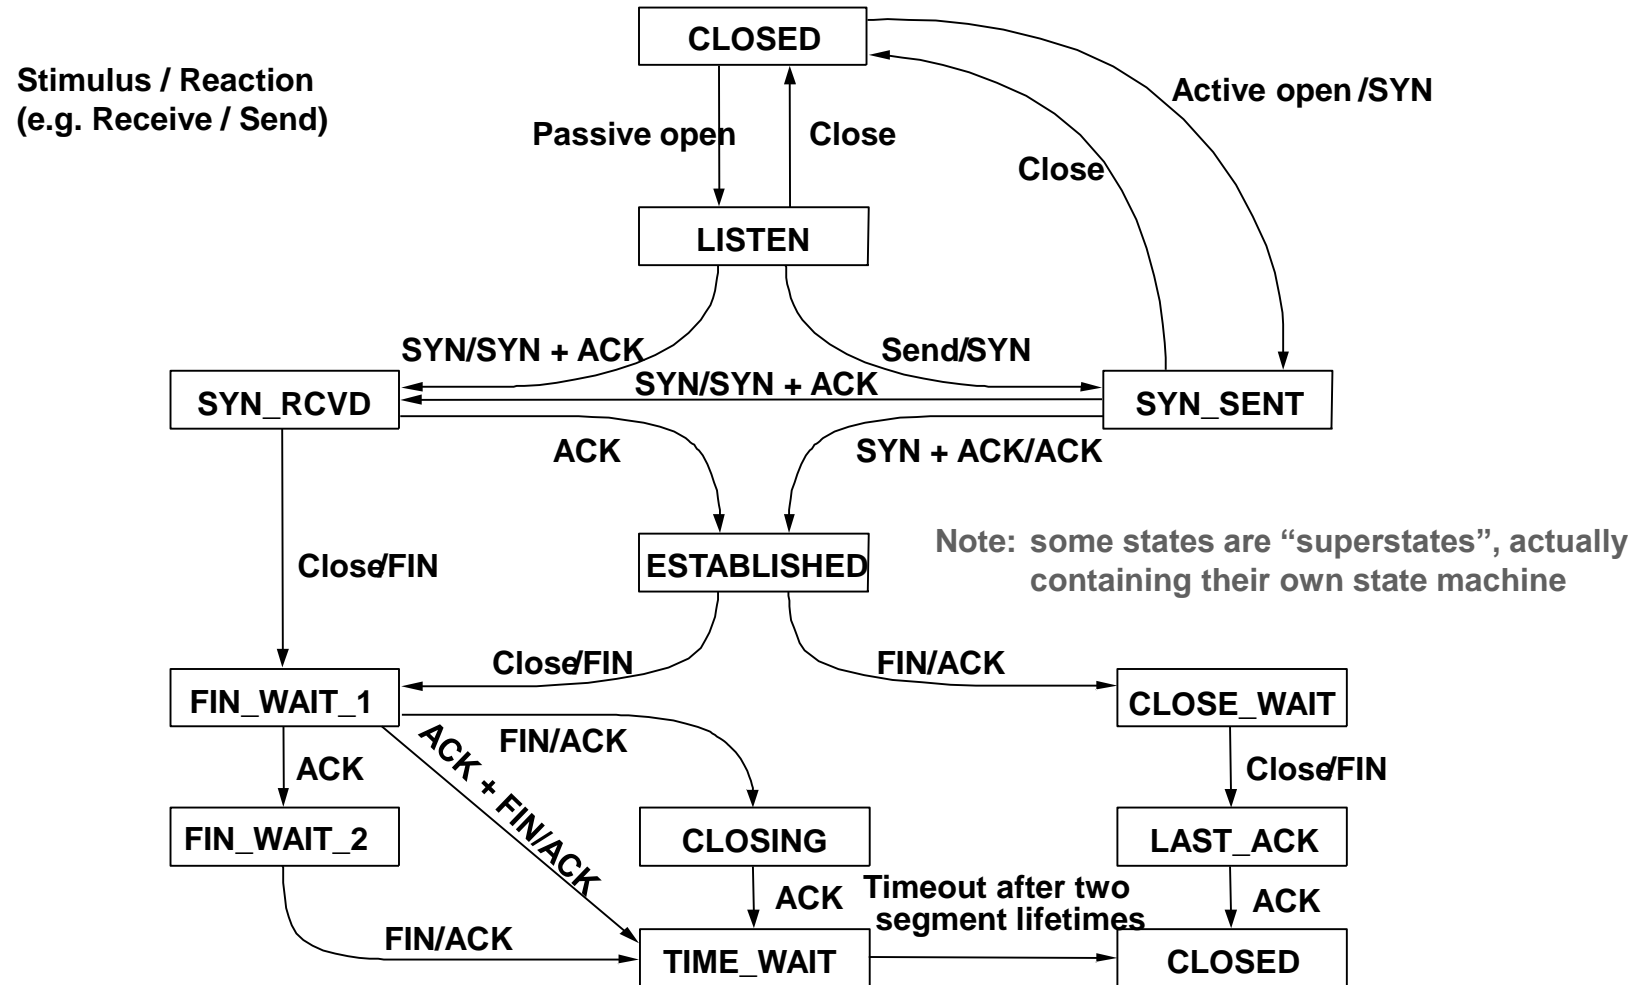 CLOSED
Stimulus / Reaction
(e.g. Receive / Send)
Active open /SYN
Passive open
Close
Close
LISTEN
SYN/SYN + ACK
Send/SYN
SYN/SYN + ACK
SYN_RCVD
SYN_SENT
ACK
SYN + ACK/ACK
Note: some states are “superstates”, actually
containing their own state machine
Close/FIN
ESTABLISHED
Close/FIN
FIN/ACK
FIN_WAIT_1
CLOSE_WAIT
FIN/ACK
ACK + FIN/ACK
ACK
Close/FIN
FIN_WAIT_2
CLOSING
LAST_ACK
ACK
Timeout after two
segment lifetimes
ACK
FIN/ACK
TIME_WAIT
CLOSED